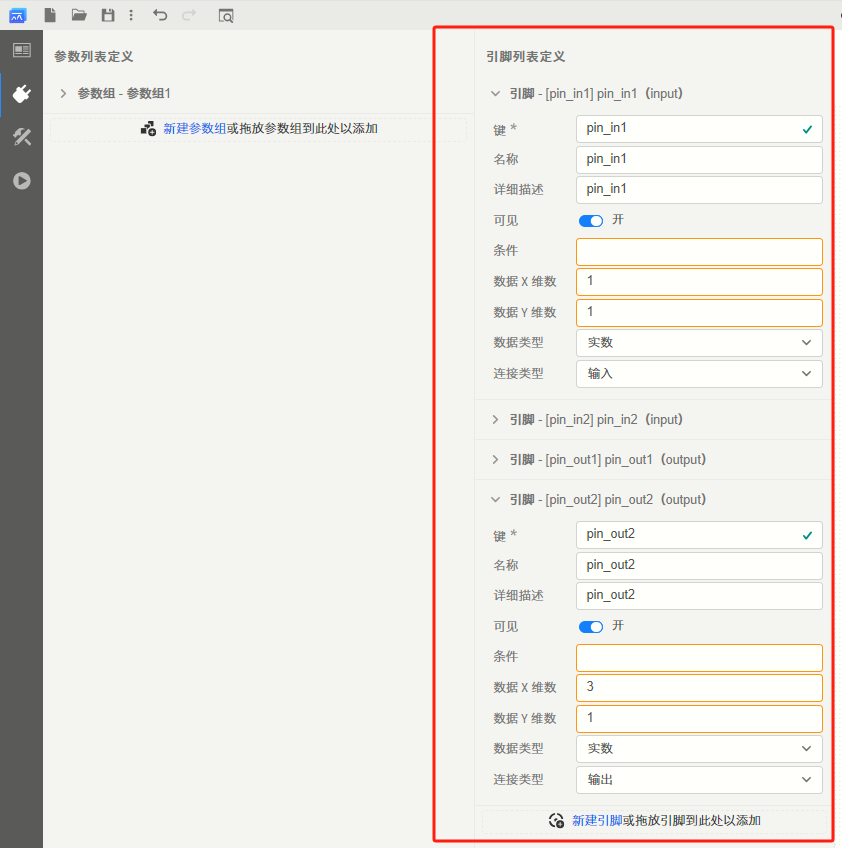 参数列表定义
参数组 - 参数组1
新建参数组或拖放参数组到此处以添加
引脚列表定义
引脚 - [pin_in1] pin_in1（input）
键 * pin_in1
名称 pin_in1
详细描述 pin_in1
可见 开
条件
数据 X 维数 1
数据 Y 维数 1
数据类型 实数
连接类型 输入
引脚 - [pin_in2] pin_in2（input）
引脚 - [pin_out1] pin_out1（output）
引脚 - [pin_out2] pin_out2（output）
键 * pin_out2
名称 pin_out2
详细描述 pin_out2
可见 开
条件
数据 X 维数 3
数据 Y 维数 1
数据类型 实数
连接类型 输出
新建引脚或拖放引脚到此处以添加